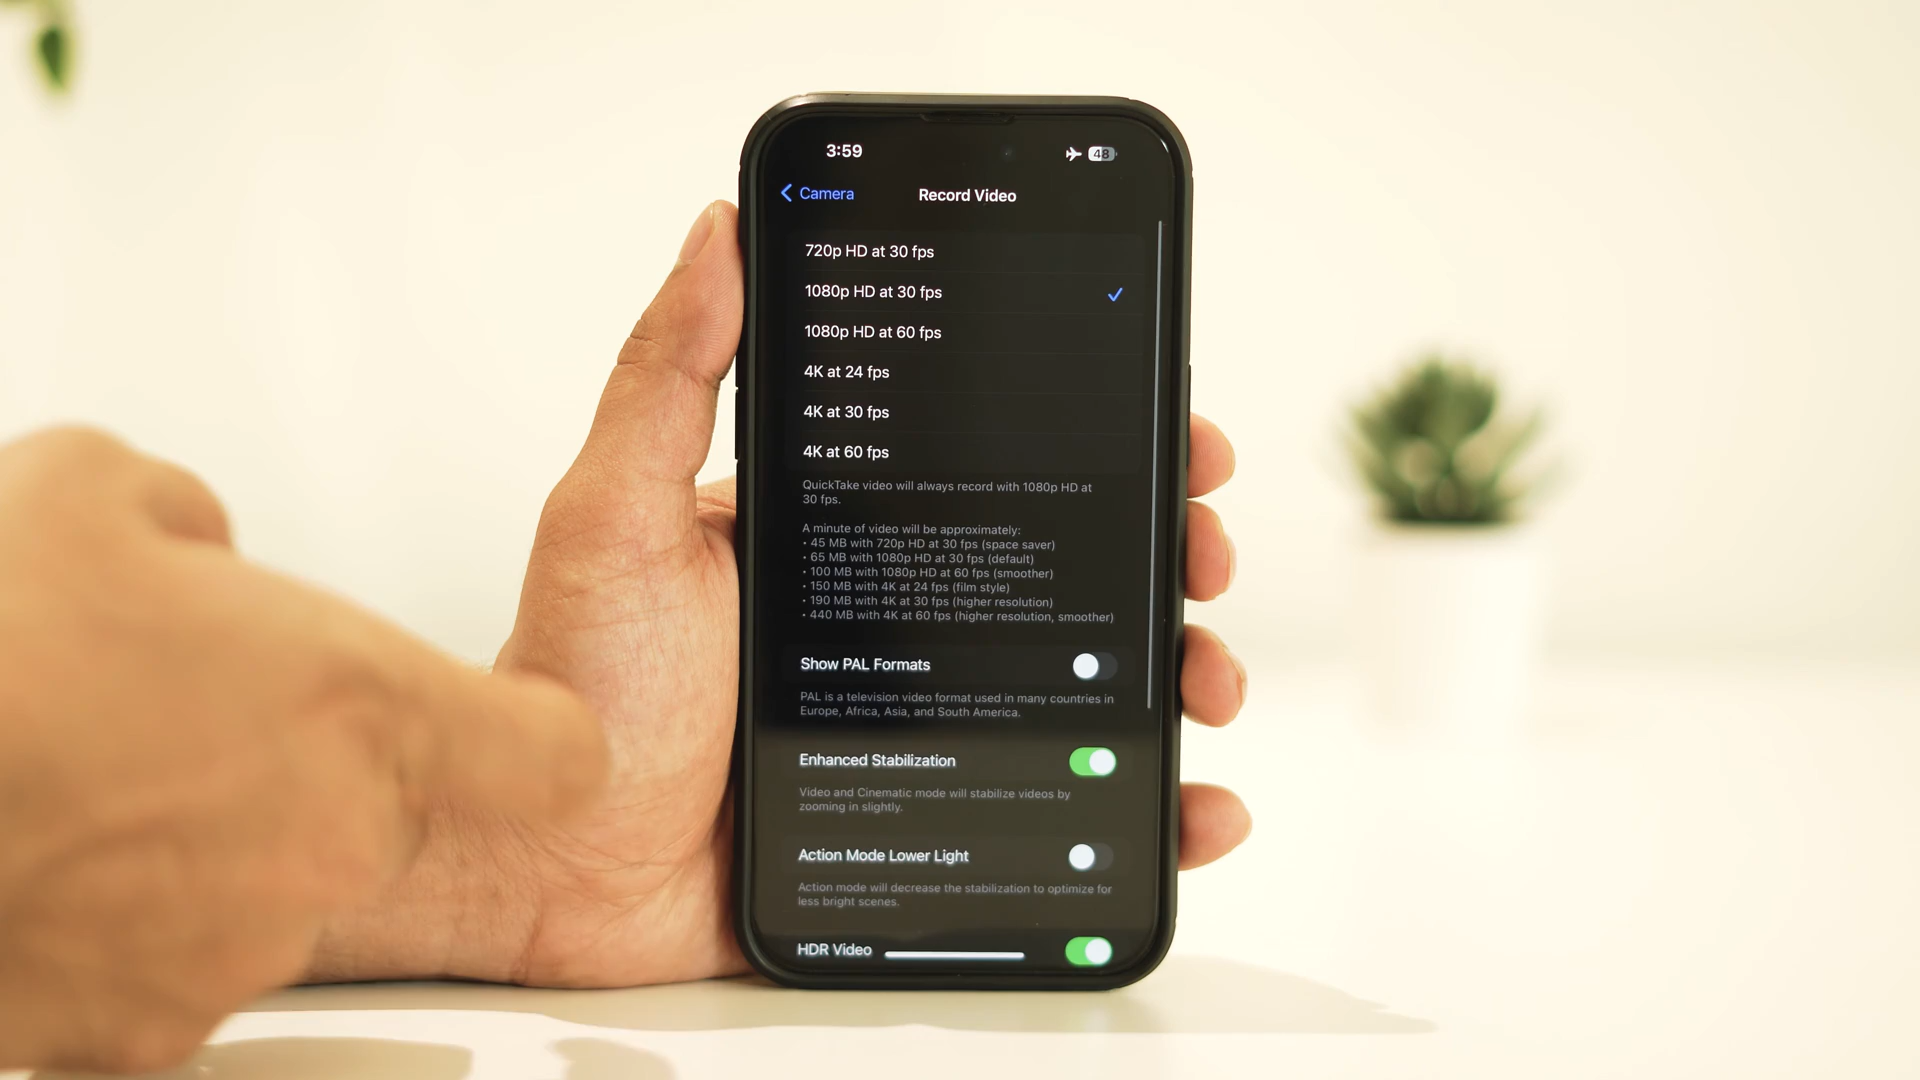 3:59
48
Camera
Record Video
720p HD at 30 fps
1080p HD at 30 fps
1080p HD at 60 fps
4K at 24 fps
4K at 30 fps
4K at 60 fps
QuickTake video will always record with 1080p HD at
30 fps.
A minute of video will be approximately:
• 45 MB with 720p HD at 30 fps (space saver)
• 65 MB with 1080p HD at 30 fps (default)
• 100 MB with 1080p HD at 60 fps (smoother)
• 150 MB with 4K at 24 fps (film style)
• 190 MB with 4K at 30 fps (higher resolution)
• 440 MB with 4K at 60 fps (higher resolution, smoother)
Show PAL Formats
PAL is a television video format used in many countries in
Europe, Africa, Asia, and South America.
Enhanced Stabilization
Video and Cinematic mode will stabilize videos by
zooming in slightly.
Action Mode Lower Light
Action mode will decrease the stabilization to optimize for
less bright scenes.
HDR Video